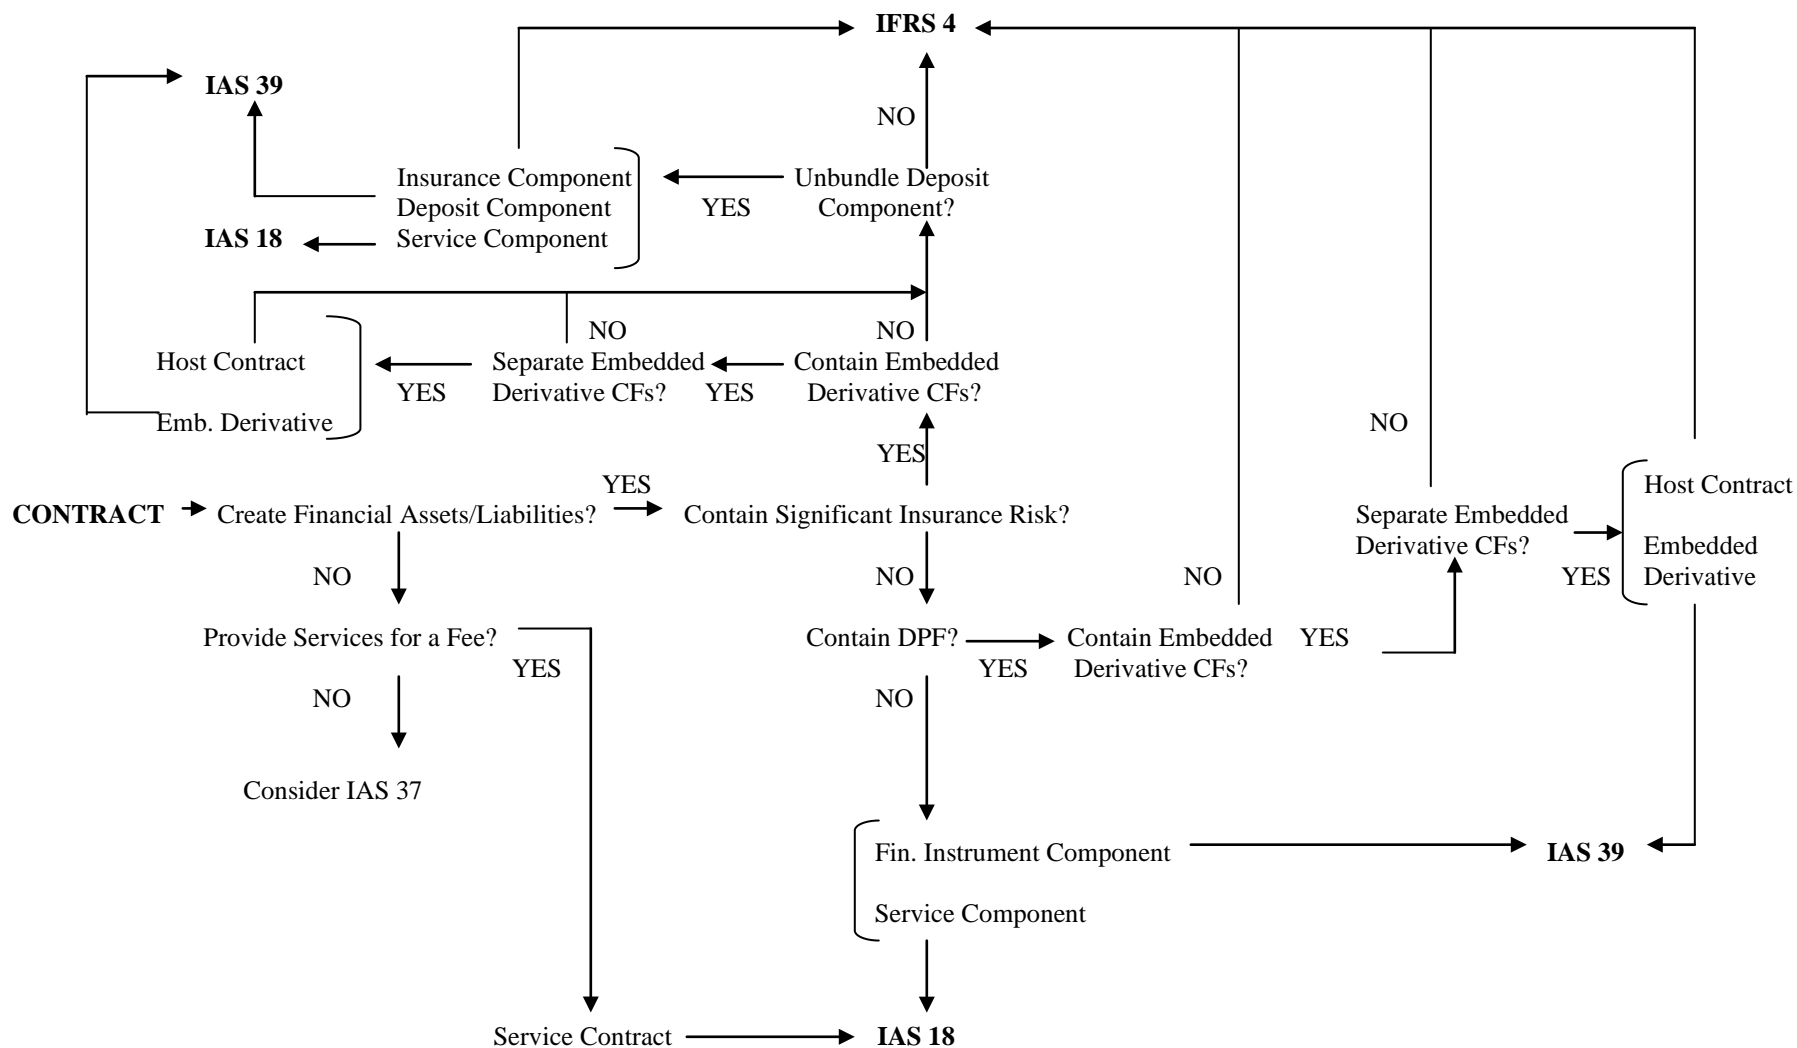 IFRS 4
IAS 39
NO
Insurance Component
Deposit Component
Service Component
YES
Unbundle Deposit
Component?
IAS 18
NO
NO
Host Contract
Emb. Derivative
YES
Separate Embedded
Derivative CFs?
YES
Contain Embedded
Derivative CFs?
NO
YES
CONTRACT
Create Financial Assets/Liabilities?
YES
Contain Significant Insurance Risk?
Separate Embedded
Derivative CFs?
YES
Host Contract
Embedded
Derivative
NO
NO
NO
Provide Services for a Fee?
YES
Contain DPF?
YES
Contain Embedded
Derivative CFs?
YES
NO
NO
Consider IAS 37
Fin. Instrument Component
Service Component
IAS 39
Service Contract
IAS 18